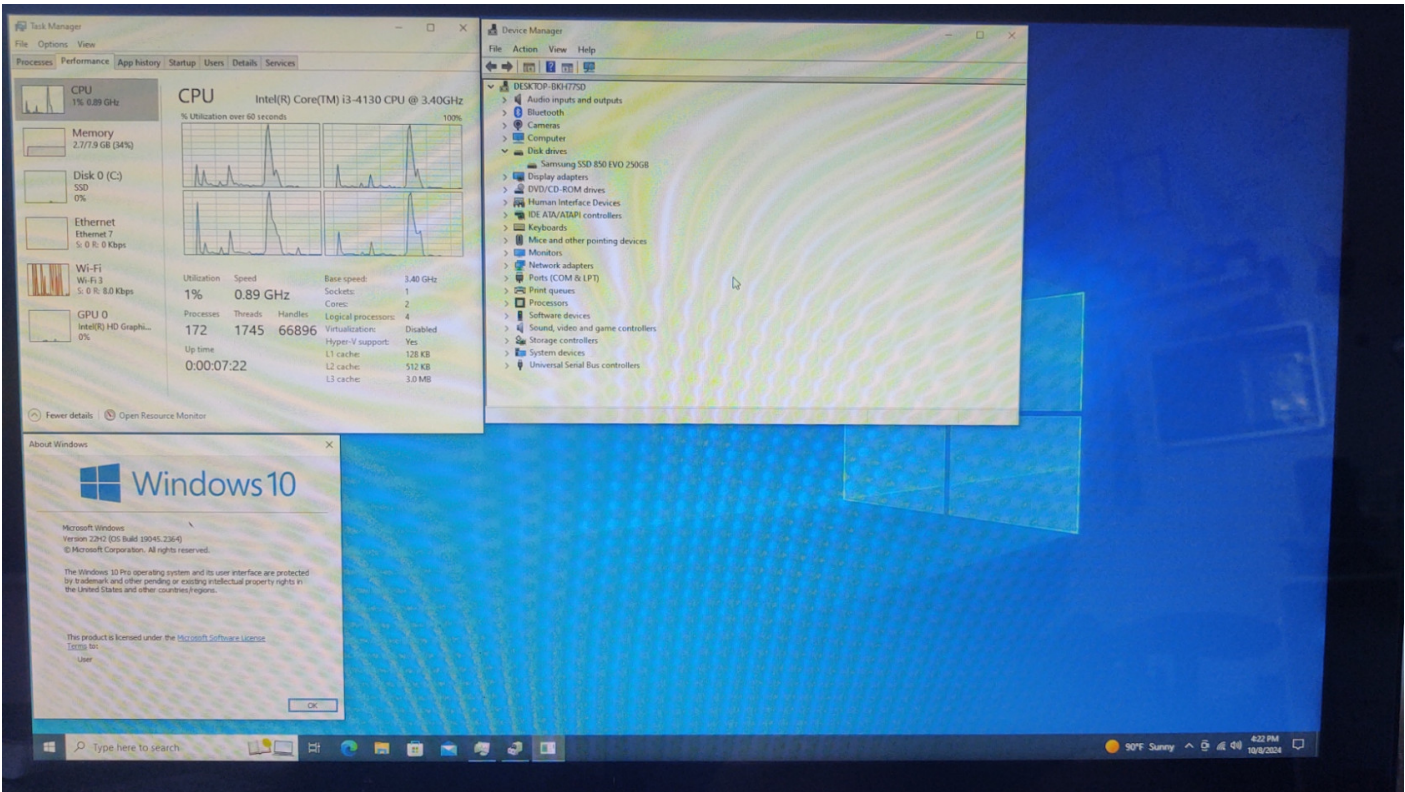 Task Manager
File Options View
Processes Performance App history Startup Users Details Services
CPU
1% 0.89 GHz
Memory
2.7/7.9 GB (34%)
Disk 0 (C:)
SSD
0%
Ethernet
Ethernet 7
S: 0 R: 0 Kbps
Wi-Fi
Wi-Fi 3
S: 0 R: 8.0 Kbps
GPU 0
Intel(R) HD Graphi...
0%
CPU Intel(R) Core(TM) i3-4130 CPU @ 3.40GHz
% Utilization over 60 seconds 100%
Utilization Speed
1% 0.89 GHz
Processes Threads Handles
172 1745 66896
Up time
0:00:07:22
Base speed: 3.40 GHz
Sockets: 1
Cores: 2
Logical processors: 4
Virtualization: Disabled
Hyper-V support: Yes
L1 cache: 128 KB
L2 cache: 512 KB
L3 cache: 3.0 MB
Fewer details Open Resource Monitor
Device Manager
File Action View Help
DESKTOP-BKH77SD
Audio inputs and outputs
Bluetooth
Cameras
Computer
Disk drives
Samsung SSD 850 EVO 250GB
Display adapters
DVD/CD-ROM drives
Human Interface Devices
IDE ATA/ATAPI controllers
Keyboards
Mice and other pointing devices
Monitors
Network adapters
Ports (COM & LPT)
Print queues
Processors
Software devices
Sound, video and game controllers
Storage controllers
System devices
Universal Serial Bus controllers
About Windows
Windows 10
Microsoft Windows
Version 22H2 (OS Build 19045.2364)
© Microsoft Corporation. All rights reserved.
The Windows 10 Pro operating system and its user interface are protected
by trademark and other pending or existing intellectual property rights in
the United States and other countries/regions.
This product is licensed under the Microsoft Software License
Terms to:
User
OK
Type here to search
90°F Sunny
4:22 PM
10/8/2024